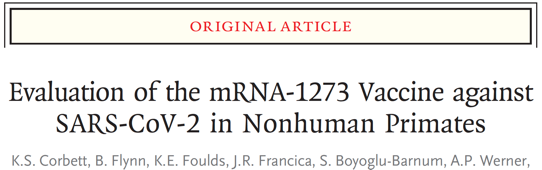 ORIGINAL ARTICLE
Evaluation of the mRNA-1273 Vaccine against
SARS-CoV-2 in Nonhuman Primates
K.S. Corbett, B. Flynn, K.E. Foulds, J.R. Francica, S. Boyoglu-Barnum, A.P. Werner,